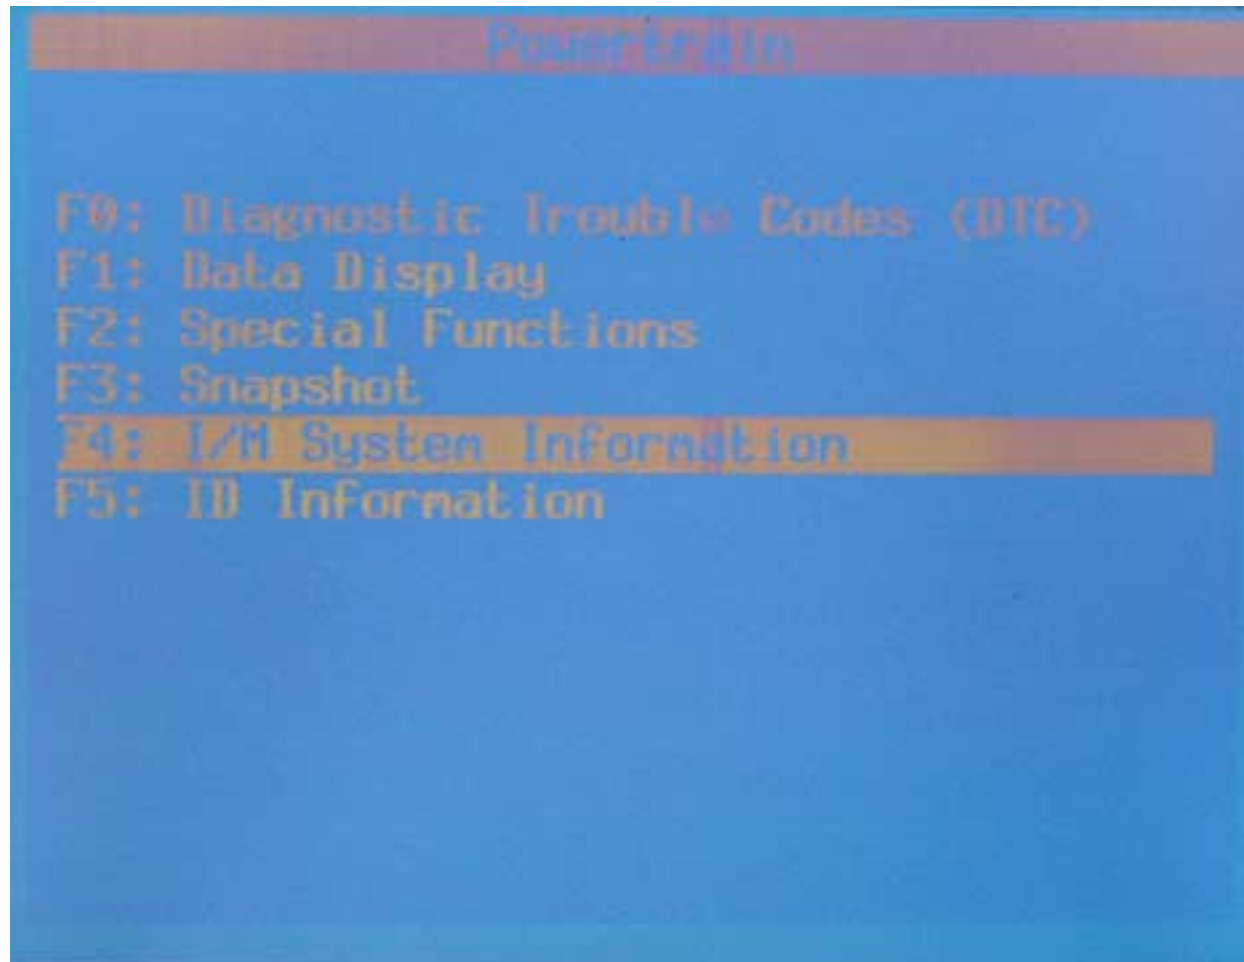 Powertrain
F0: Diagnostic Trouble Codes (DTC)
F1: Data Display
F2: Special Functions
F3: Snapshot
F4: I/M System Information
F5: ID Information